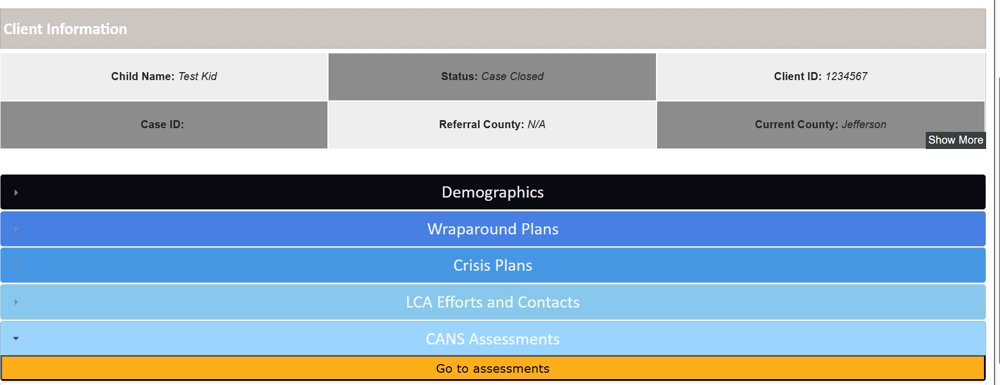 Client Information
Child Name: Test Kid
Status: Case Closed
Client ID: 1234567
Case ID:
Referral County: N/A
Current County: Jefferson
Show More
Demographics
Wraparound Plans
Crisis Plans
LCA Efforts and Contacts
CANS Assessments
Go to assessments